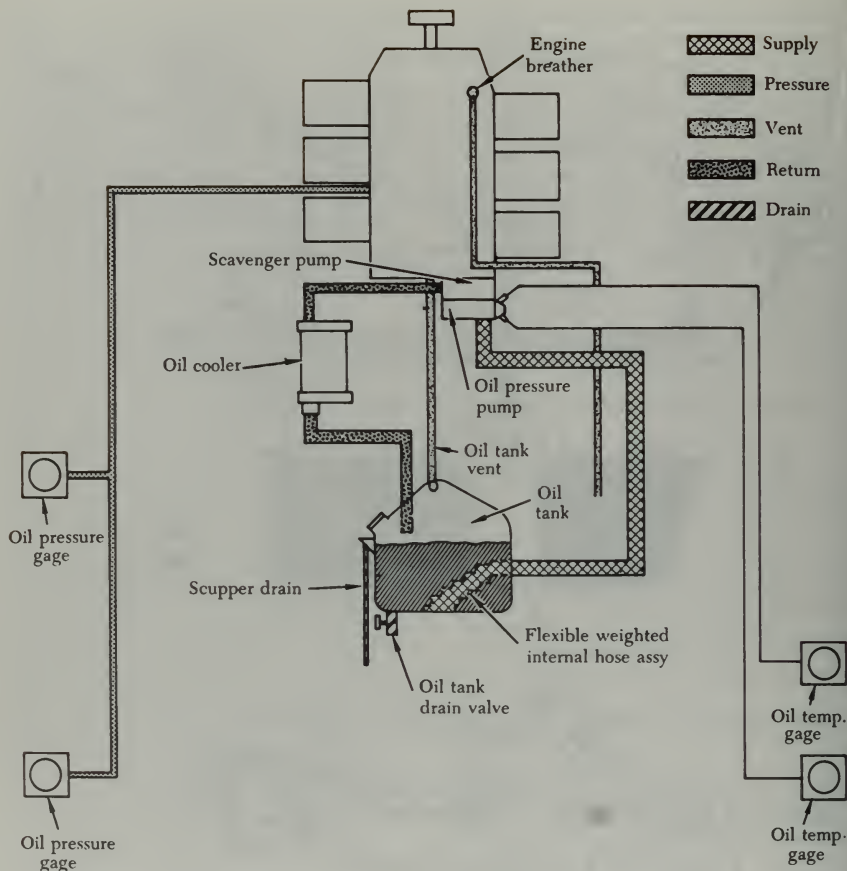 Engine
breather
Supply
Pressure
Vent
Return
Drain
Scavenger pump
Oil cooler
Oil pressure
pump
Oil tank
vent
Oil
tank
Oil pressure
gage
Scupper drain
Flexible weighted
internal hose assy
Oil tank
drain valve
Oil temp.
gage
Oil pressure
gage
Oil temp.
gage